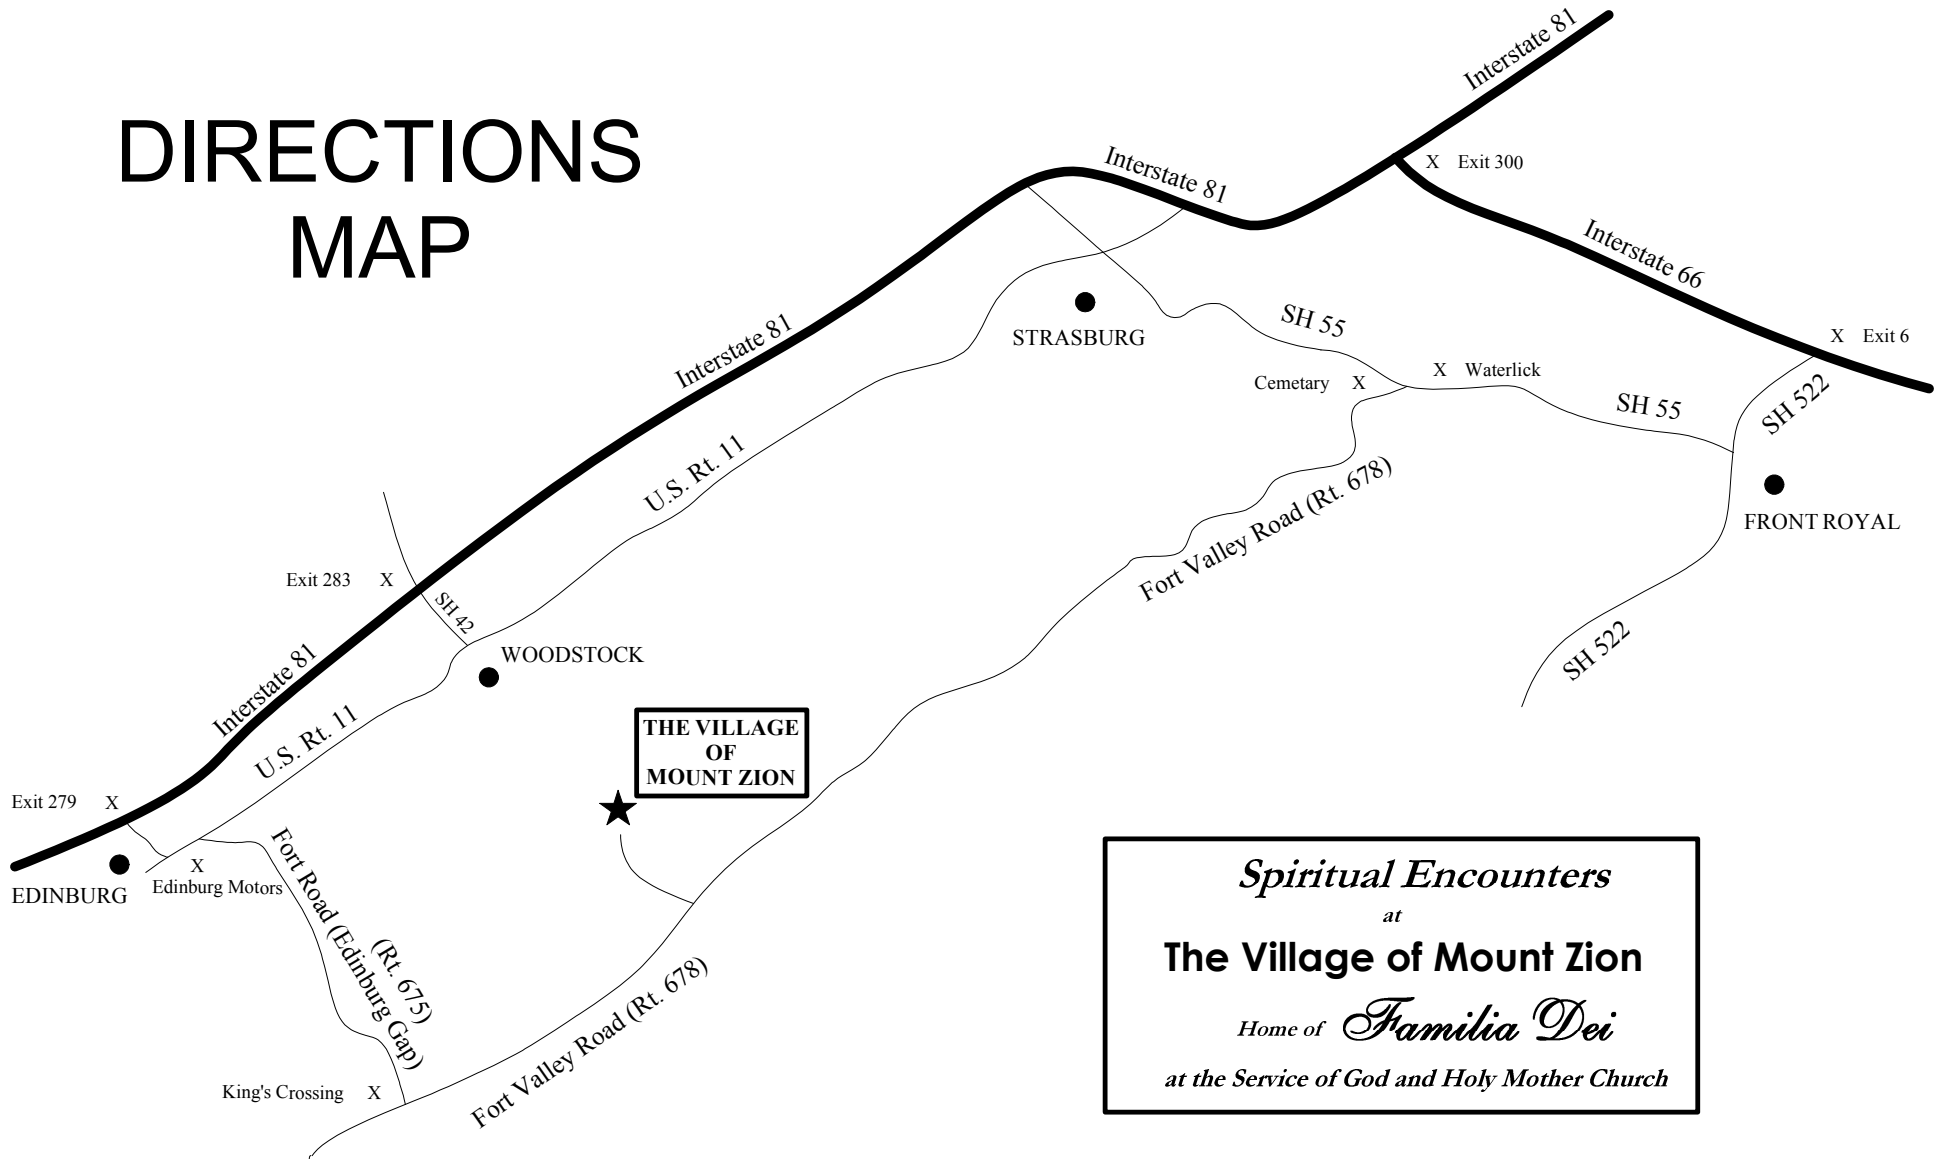 DIRECTIONS
MAP
Interstate 81
Interstate 81
X Exit 300
Interstate 66
X Exit 6
STRASBURG
SH 55
Interstate 81
Cemetary X
X Waterlick
SH 55
SH 522
U.S. Rt. 11
Fort Valley Road (Rt. 678)
FRONT ROYAL
Exit 283 X
SH 42
WOODSTOCK
SH 522
Interstate 81
U.S. Rt. 11
THE VILLAGE
OF
MOUNT ZION
Exit 279 X
EDINBURG
X
Edinburg Motors
Fort Road (Edinburg Gap)
(Rt. 675)
King's Crossing X
Fort Valley Road (Rt. 678)
Spiritual Encounters
at
The Village of Mount Zion
Home of Familia Dei
at the Service of God and Holy Mother Church